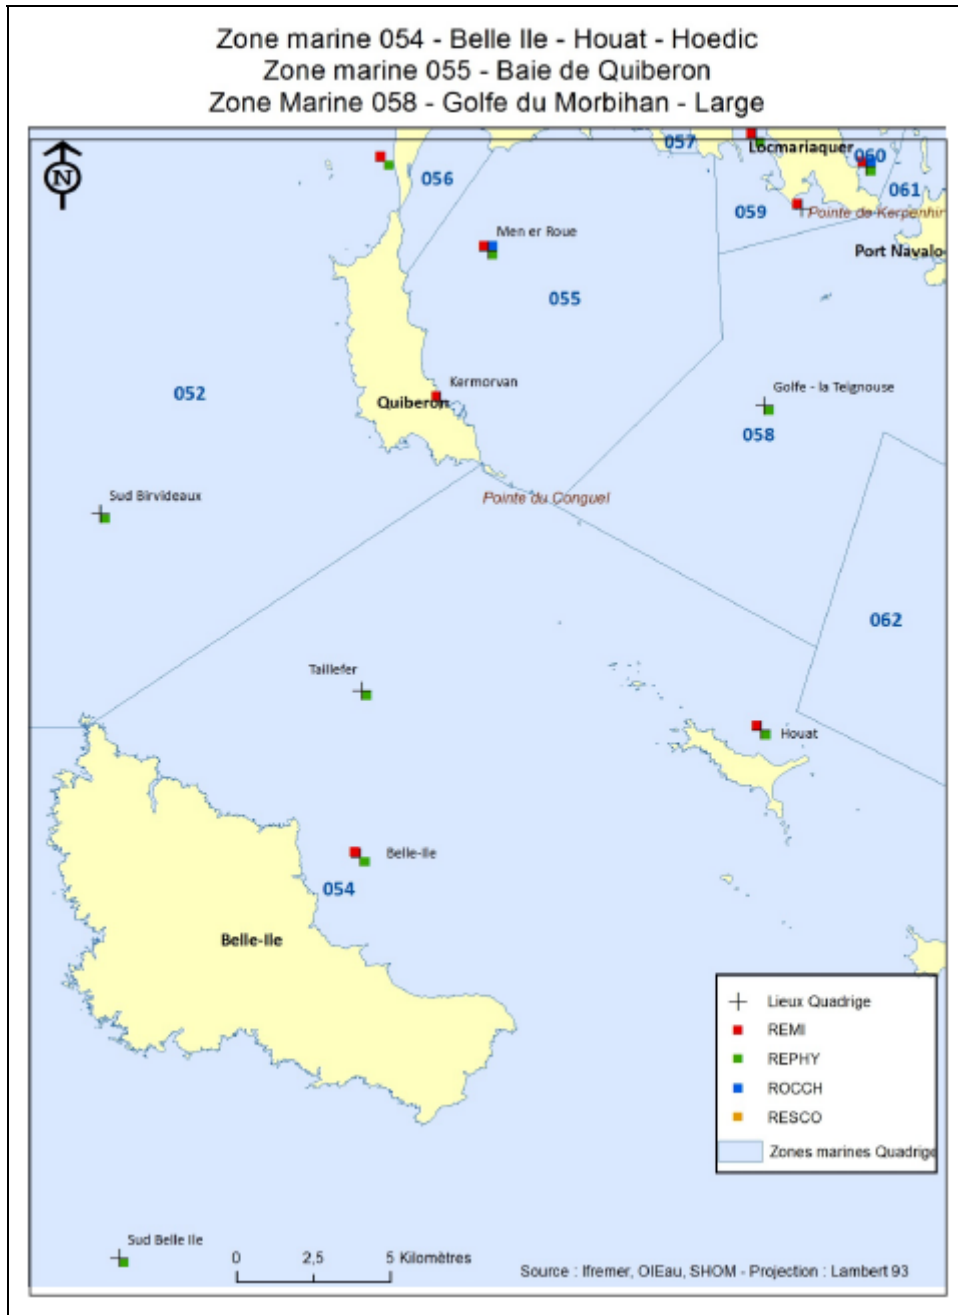 Zone marine 054 - Belle Ile - Houat - Hoedic
Zone marine 055 - Baie de Quiberon
Zone Marine 058 - Golfe du Morbihan - Large
N
057
Locmariaquer
060
056
061
059
Pointe de Kerpenhir
Men er Roue
Port Navalo
055
Kermorvan
Golfe - la Teignouse
052
Quiberon
058
Sud Birvideaux
Pointe du Conguel
062
Taillefer
Houat
Belle-Ile
054
Belle-Ile
Lieux Quadrige
REMI
REPHY
ROCCH
RESCO
Zones marines Quadrige
Sud Belle Ile
0 2,5 5 Kilomètres
Source : Ifremer, OIEau, SHOM - Projection : Lambert 93